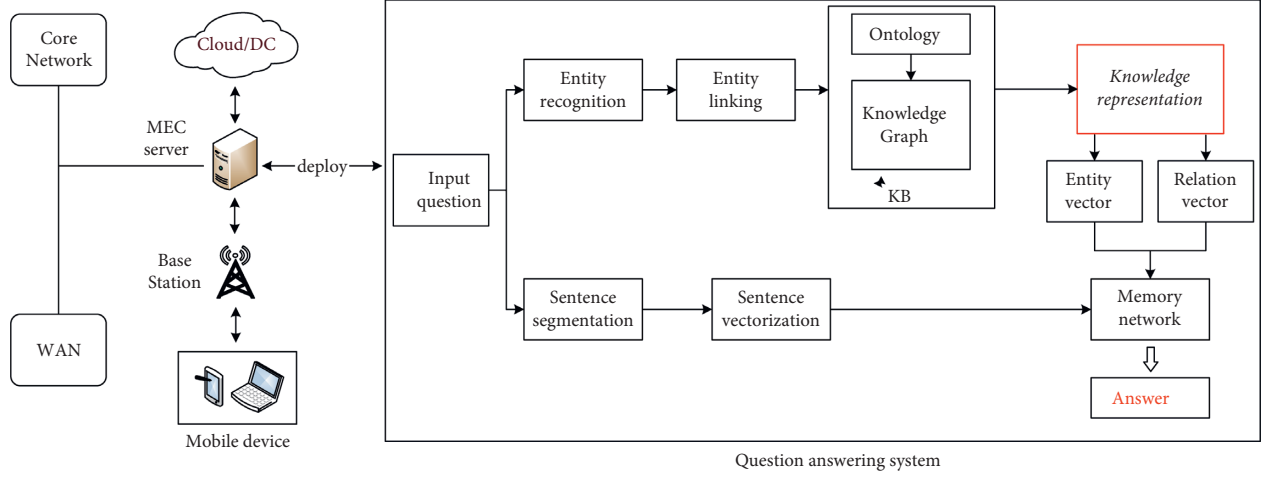 Core
Network
Cloud/DC
MEC
server
deploy
Base
Station
WAN
Mobile device
Input
question
Entity
recognition
Entity
linking
Ontology
Knowledge
Graph
KB
Knowledge
representation
Entity
vector
Relation
vector
Sentence
segmentation
Sentence
vectorization
Memory
network
Answer
Question answering system